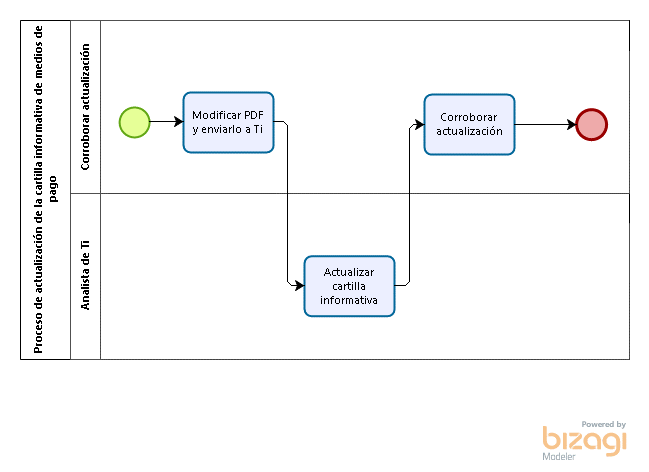 Proceso de actualización de la cartilla informativa de medios de
pago
Corroborar actualización
Modificar PDF
y enviarlo a Ti
Corroborar
actualización
Analista de Ti
Actualizar
cartilla
informativa
Powered by
bizagi
Modeler